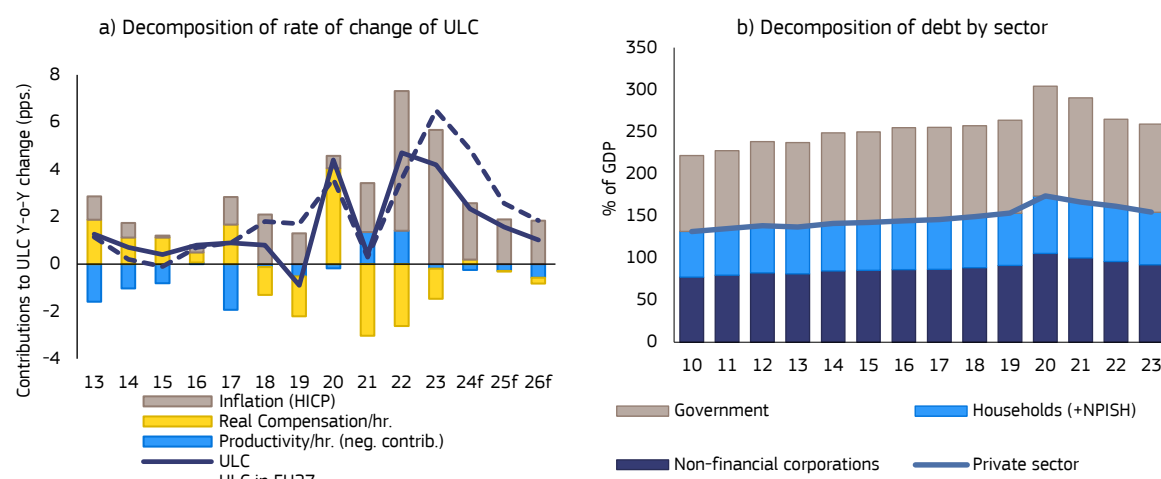 a) Decomposition of rate of change of ULC
Contributions to ULC Y-o-Y change (pps.)
8
6
4
2
0
-2
-4
13 14 15 16 17 18 19 20 21 22 23 24f 25f 26f
Inflation (HICP)
Real Compensation/hr.
Productivity/hr. (neg. contrib.)
ULC
ULC in EU27
b) Decomposition of debt by sector
% of GDP
350
300
250
200
150
100
50
0
10 11 12 13 14 15 16 17 18 19 20 21 22 23
Government
Households (+NPISH)
Non-financial corporations
Private sector